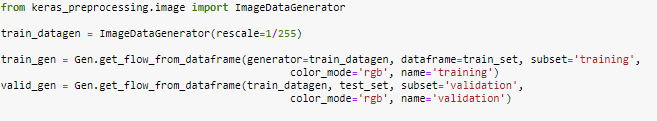 from keras_preprocessing.image import ImageDataGenerator
train_datagen = ImageDataGenerator(rescale=1/255)
train_gen = Gen.get_flow_from_dataframe(generator=train_datagen, dataframe=train_set, subset='training',
color_mode='rgb', name='training')
valid_gen = Gen.get_flow_from_dataframe(train_datagen, test_set, subset='validation',
color_mode='rgb', name='validation')